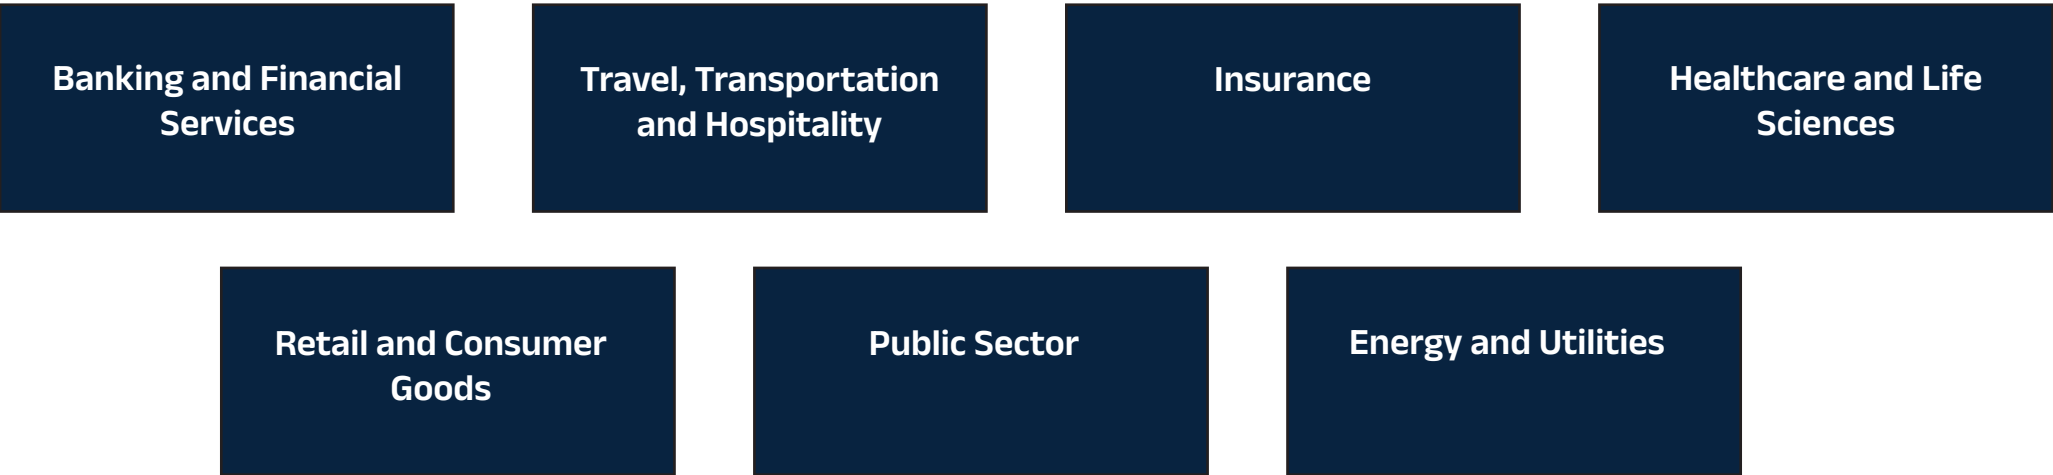 Banking and Financial
Services
Travel, Transportation
and Hospitality
Insurance
Healthcare and Life
Sciences
Retail and Consumer
Goods
Public Sector
Energy and Utilities